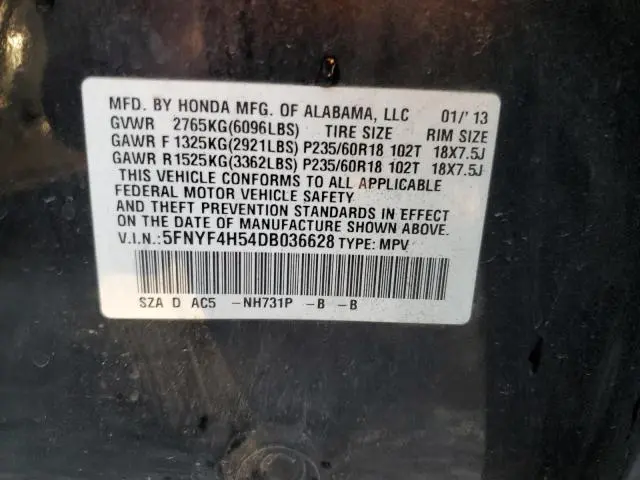 MFD. BY HONDA MFG. OF ALABAMA, LLC 01/'13
GVWR 2765KG(6096LBS) TIRE SIZE RIM SIZE
GAWR F 1325KG(2921LBS) P235/60R18 102T 18X7.5J
GAWR R1525KG(3362LBS) P235/60R18 102T 18X7.5J
THIS VEHICLE CONFORMS TO ALL APPLICABLE
FEDERAL MOTOR VEHICLE SAFETY
AND THEFT PREVENTION STANDARDS IN EFFECT
ON THE DATE OF MANUFACTURE SHOWN ABOVE.
V.I.N.: 5FNYF4H54DB036628 TYPE: MPV
SZA D AC5 -NH731P -B -B